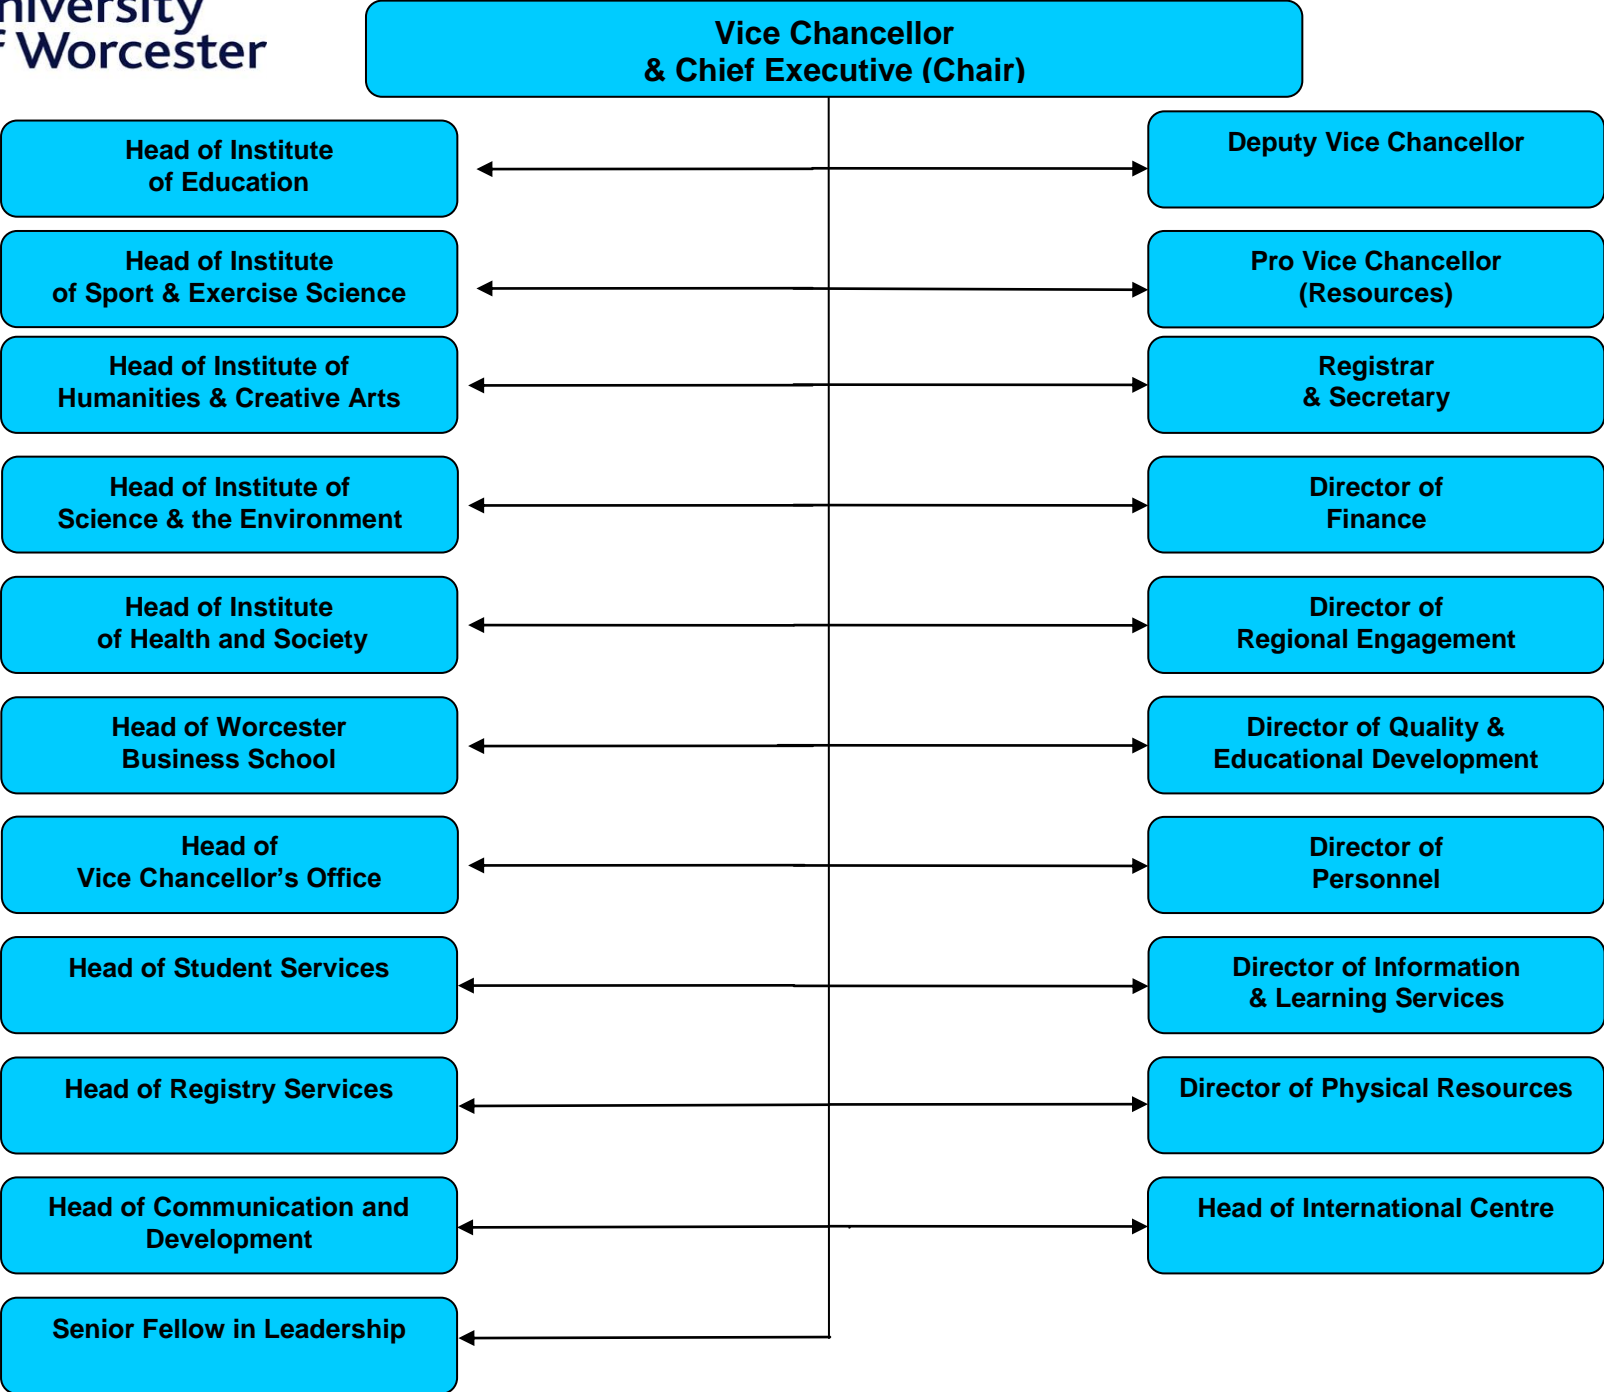 Worcester
Vice Chancellor
& Chief Executive (Chair)
Head of Institute
of Education
Deputy Vice Chancellor
Head of Institute
of Sport & Exercise Science
Pro Vice Chancellor
(Resources)
Head of Institute of
Humanities & Creative Arts
Registrar
& Secretary
Head of Institute of
Science & the Environment
Director of
Finance
Head of Institute
of Health and Society
Director of
Regional Engagement
Head of Worcester
Business School
Director of Quality &
Educational Development
Head of
Vice Chancellor’s Office
Director of
Personnel
Head of Student Services
Director of Information
& Learning Services
Head of Registry Services
Director of Physical Resources
Head of Communication and
Development
Head of International Centre
Senior Fellow in Leadership